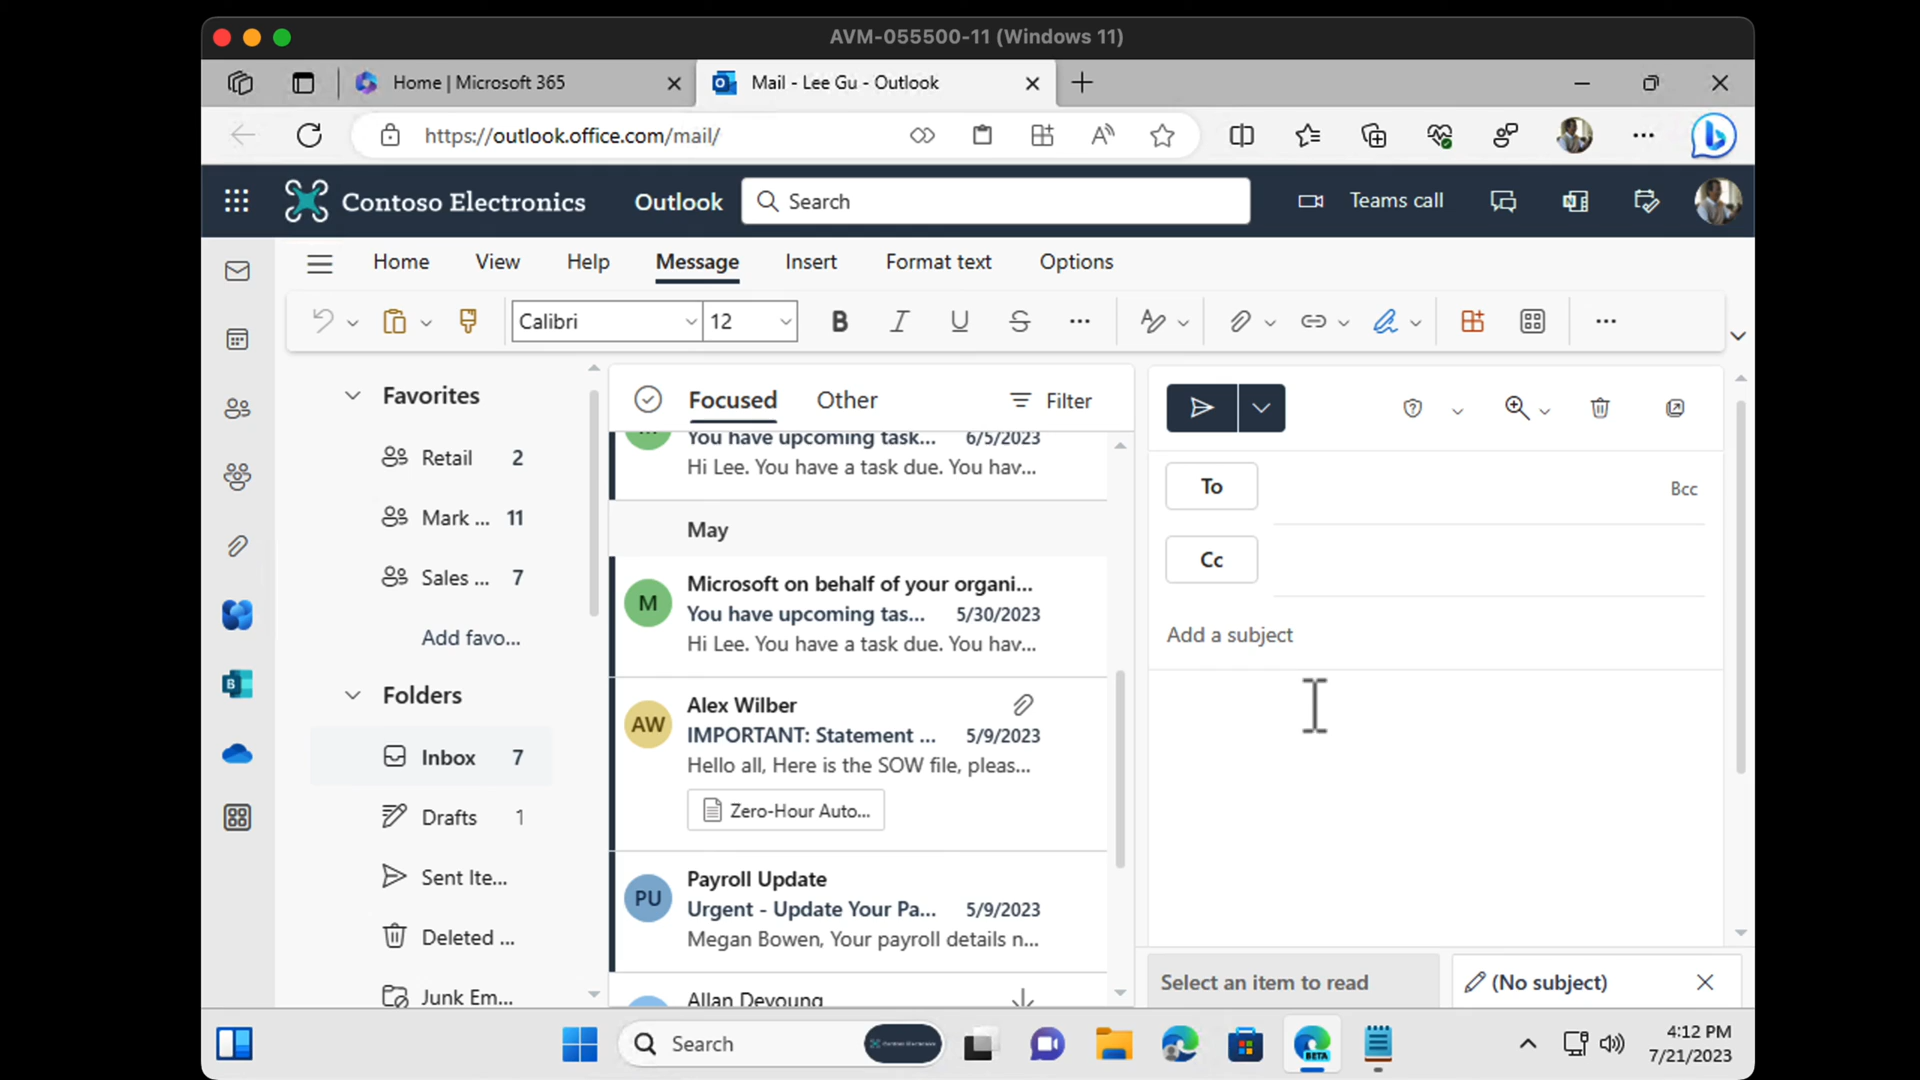 AVM-055500-11 (Windows 11)
Home | Microsoft 365
Mail - Lee Gu - Outlook
https://outlook.office.com/mail/
Contoso Electronics
Outlook
Search
Teams call
Home
View
Help
Message
Insert
Format text
Options
Calibri
12
Favorites
Retail 2
Mark ... 11
Sales ... 7
Add favo...
Folders
Inbox 7
Drafts 1
Sent Ite...
Deleted ...
Junk Em...
Focused
Other
Filter
You have upcoming task... 6/5/2023
Hi Lee. You have a task due. You hav...
May
M
Microsoft on behalf of your organi...
You have upcoming tas... 5/30/2023
Hi Lee. You have a task due. You hav...
AW
Alex Wilber
IMPORTANT: Statement ... 5/9/2023
Hello all, Here is the SOW file, pleas...
Zero-Hour Auto...
PU
Payroll Update
Urgent - Update Your Pa... 5/9/2023
Megan Bowen, Your payroll details n...
Allan Deyoung
To
Bcc
Cc
Add a subject
Select an item to read
(No subject)
Search
BETA
4:12 PM
7/21/2023